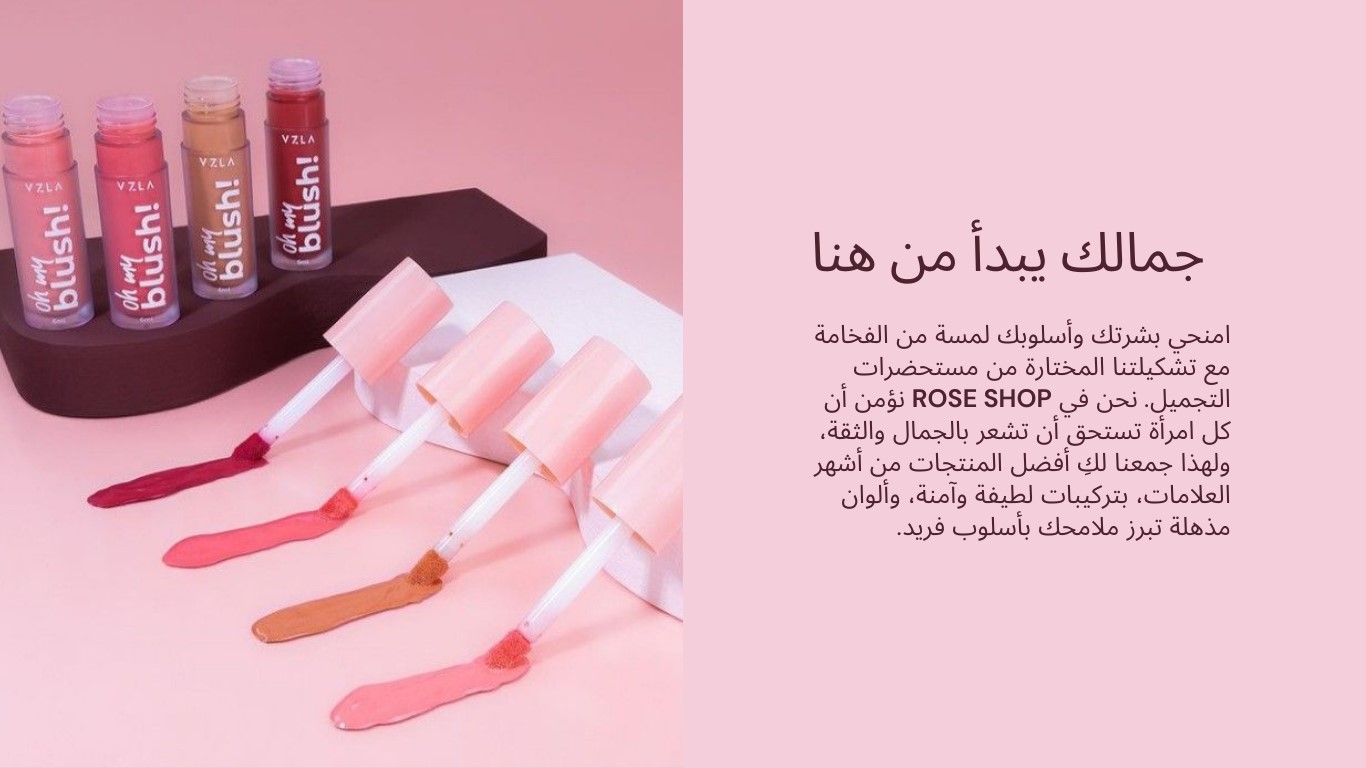 VZLA
oh my
blush!
VZLA
oh my
blush!
VZLA
oh my
blush!
VZLA
oh my
blush!
جمالك يبدأ من هنا
امنحي بشرتك وأسلوبك لمسة من الفخامة
مع تشكيلتنا المختارة من مستحضرات
التجميل. نحن في ROSE SHOP نؤمن أن
كل امرأة تستحق أن تشعر بالجمال والثقة،
ولهذا جمعنا لكِ أفضل المنتجات من أشهر
العلامات، بتركيبات لطيفة وآمنة، وألوان
مذهلة تبرز ملامحك بأسلوب فريد.